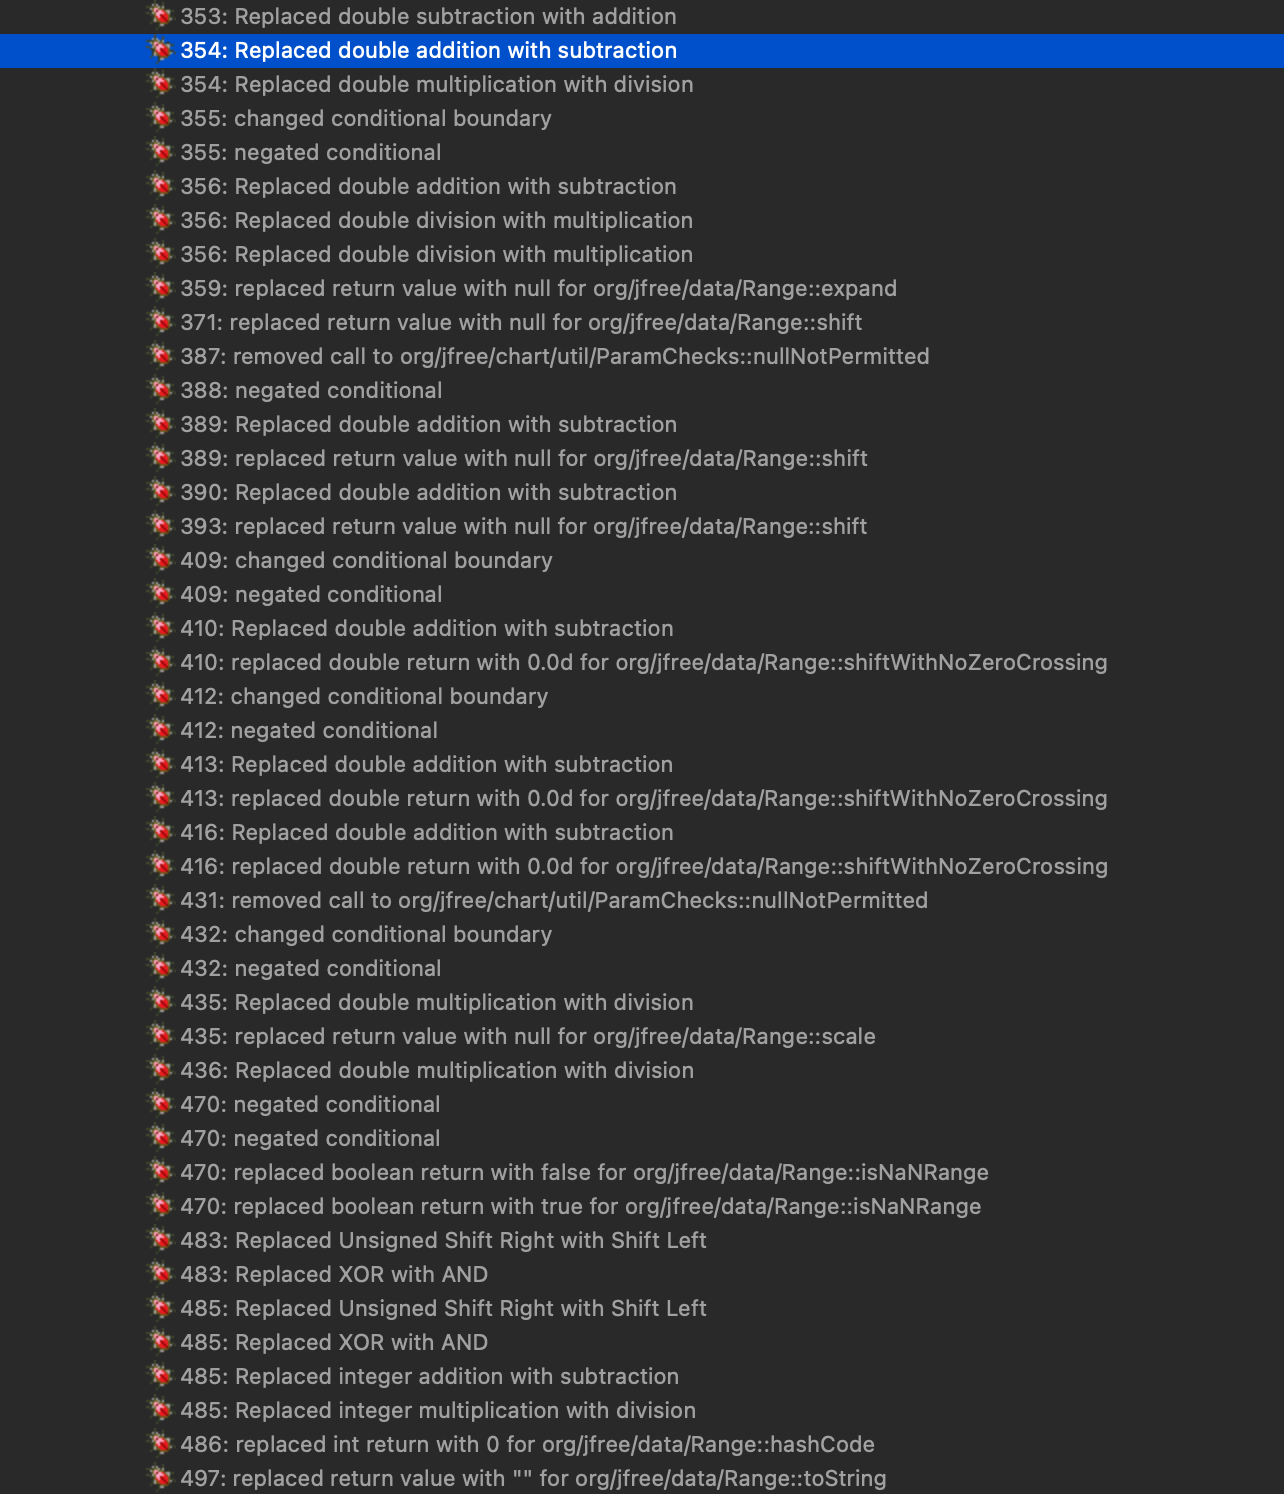 353: Replaced double subtraction with addition
354: Replaced double addition with subtraction
354: Replaced double multiplication with division
355: changed conditional boundary
355: negated conditional
356: Replaced double addition with subtraction
356: Replaced double division with multiplication
356: Replaced double division with multiplication
359: replaced return value with null for org/jfree/data/Range::expand
371: replaced return value with null for org/jfree/data/Range::shift
387: removed call to org/jfree/chart/util/ParamChecks::nullNotPermitted
388: negated conditional
389: Replaced double addition with subtraction
389: replaced return value with null for org/jfree/data/Range::shift
390: Replaced double addition with subtraction
393: replaced return value with null for org/jfree/data/Range::shift
409: changed conditional boundary
409: negated conditional
410: Replaced double addition with subtraction
410: replaced double return with 0.0d for org/jfree/data/Range::shiftWithNoZeroCrossing
412: changed conditional boundary
412: negated conditional
413: Replaced double addition with subtraction
413: replaced double return with 0.0d for org/jfree/data/Range::shiftWithNoZeroCrossing
416: Replaced double addition with subtraction
416: replaced double return with 0.0d for org/jfree/data/Range::shiftWithNoZeroCrossing
431: removed call to org/jfree/chart/util/ParamChecks::nullNotPermitted
432: changed conditional boundary
432: negated conditional
435: Replaced double multiplication with division
435: replaced return value with null for org/jfree/data/Range::scale
436: Replaced double multiplication with division
470: negated conditional
470: negated conditional
470: replaced boolean return with false for org/jfree/data/Range::isNaNRange
470: replaced boolean return with true for org/jfree/data/Range::isNaNRange
483: Replaced Unsigned Shift Right with Shift Left
483: Replaced XOR with AND
485: Replaced Unsigned Shift Right with Shift Left
485: Replaced XOR with AND
485: Replaced integer addition with subtraction
485: Replaced integer multiplication with division
486: replaced int return with 0 for org/jfree/data/Range::hashCode
497: replaced return value with "" for org/jfree/data/Range::toString